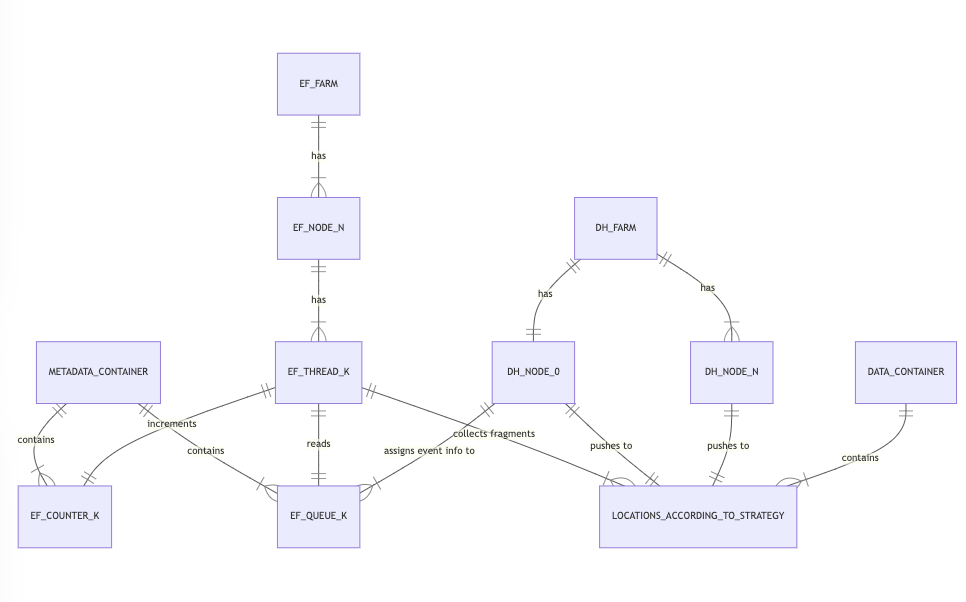 EF_FARM
has
EF_NODE_N
DH_FARM
has
has
has
METADATA_CONTAINER
EF_THREAD_K
DH_NODE_0
DH_NODE_N
DATA_CONTAINER
increments
collects fragments
contains
reads
pushes to
pushes to
contains
assigns event info to
contains
EF_COUNTER_K
EF_QUEUE_K
LOCATIONS_ACCORDING_TO_STRATEGY